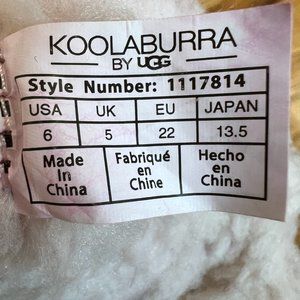 KOOLABURRA
BY UGG
Style Number: 1117814
USA UK EU JAPAN
6 5 22 13.5
Made Fabriqué Hecho
In en en
China Chine China